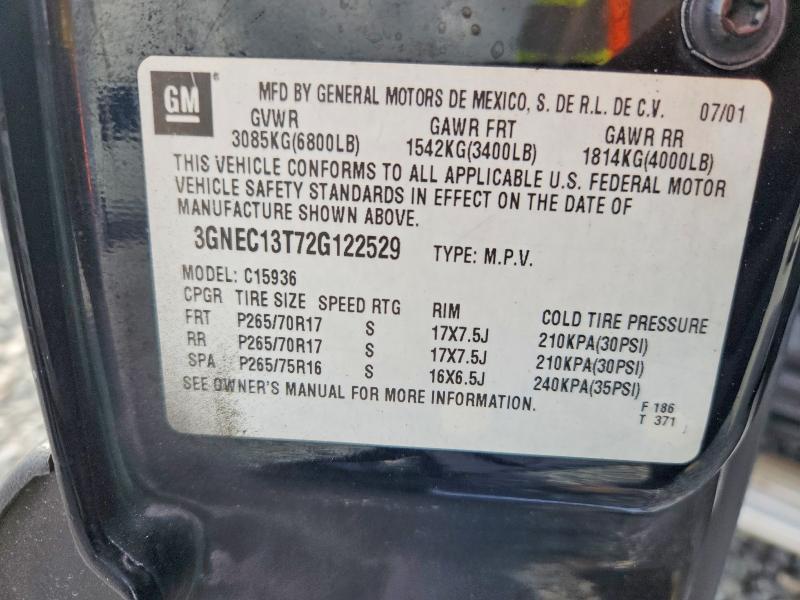 GM
MFD BY GENERAL MOTORS DE MEXICO, S. DE R.L. DE C.V. 07/01
GVWR GAWR FRT GAWR RR
3085KG(6800LB) 1542KG(3400LB) 1814KG(4000LB)
THIS VEHICLE CONFORMS TO ALL APPLICABLE U.S. FEDERAL MOTOR
VEHICLE SAFETY STANDARDS IN EFFECT ON THE DATE OF
MANUFACTURE SHOWN ABOVE.
3GNEC13T72G122529 TYPE: M.P.V.
MODEL: C15936
CPGR TIRE SIZE SPEED RTG RIM COLD TIRE PRESSURE
FRT P265/70R17 S 17X7.5J 210KPA(30PSI)
RR P265/70R17 S 17X7.5J 210KPA(30PSI)
SPA P265/75R16 S 16X6.5J 240KPA(35PSI)
SEE OWNER'S MANUAL FOR MORE INFORMATION.
F 186
T 371